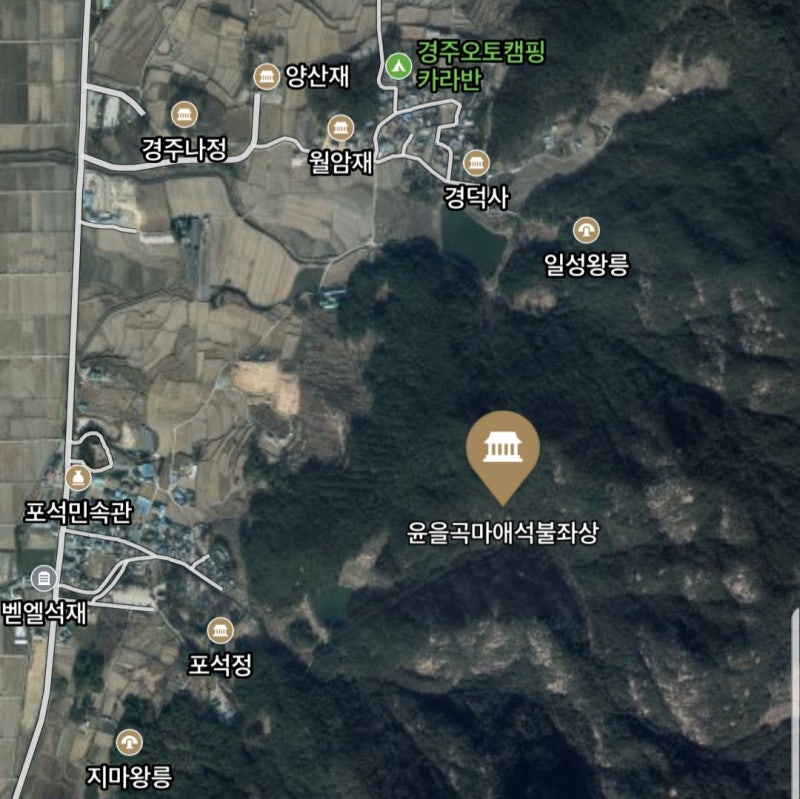 경주오토캠핑
카라반
양산재
경주나정
월암재
경덕사
일성왕릉
윤을곡마애석불좌상
포석민속관
벧엘석재
포석정
지마왕릉